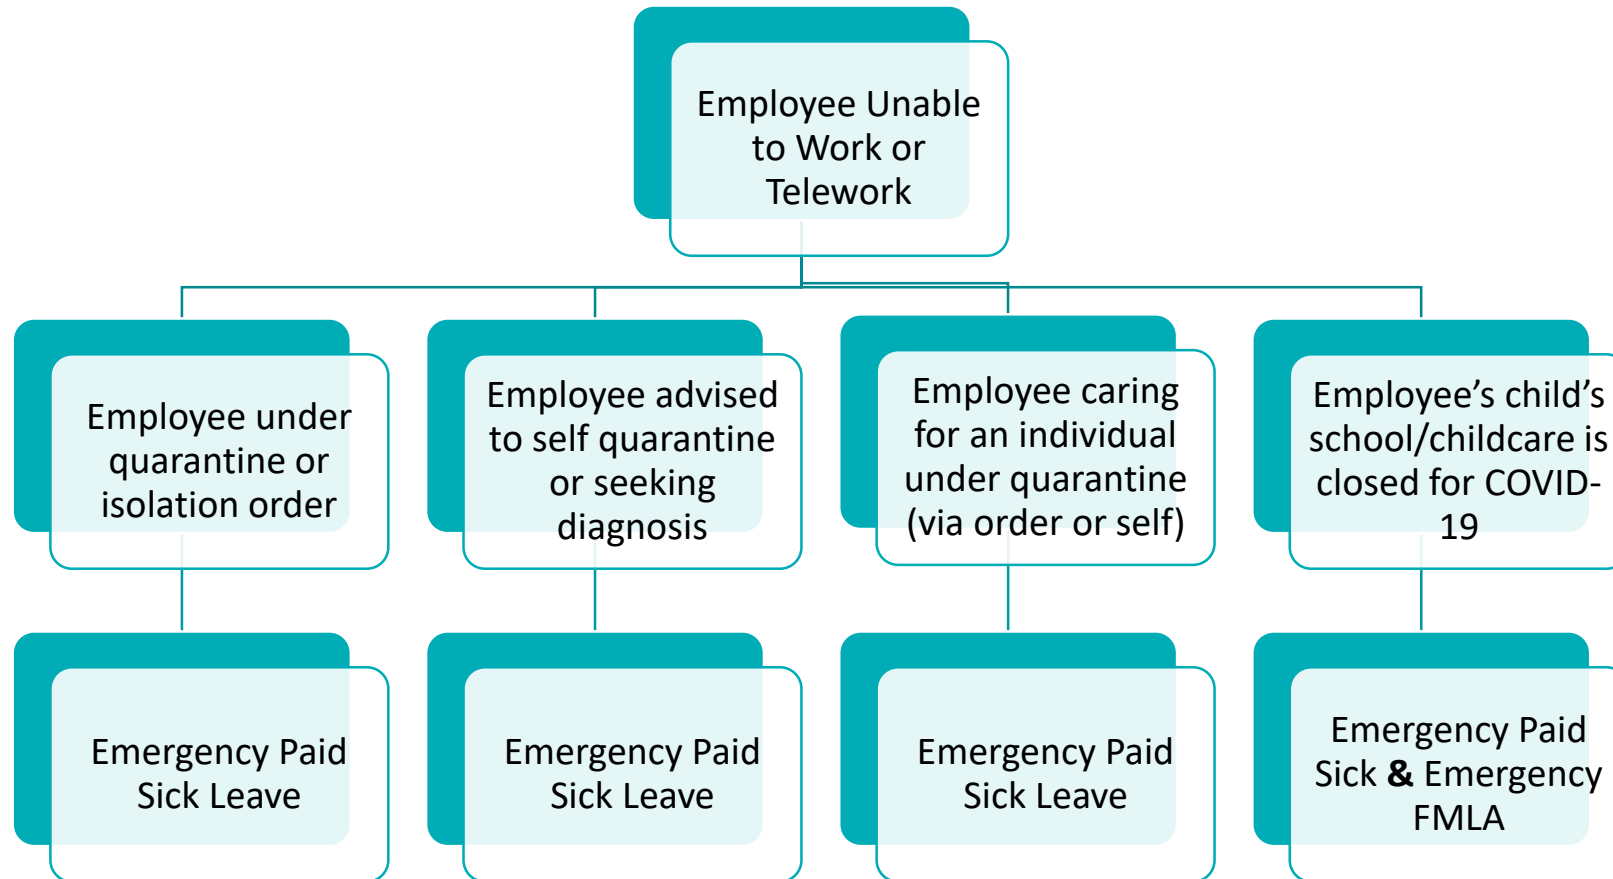 Employee Unable
to Work or
Telework
Employee under
quarantine or
isolation order
Employee advised
to self quarantine
or seeking
diagnosis
Employee caring
for an individual
under quarantine
(via order or self)
Employee’s child’s
school/childcare is
closed for COVID-
19
Emergency Paid
Sick Leave
Emergency Paid
Sick Leave
Emergency Paid
Sick Leave
Emergency Paid
Sick & Emergency
FMLA